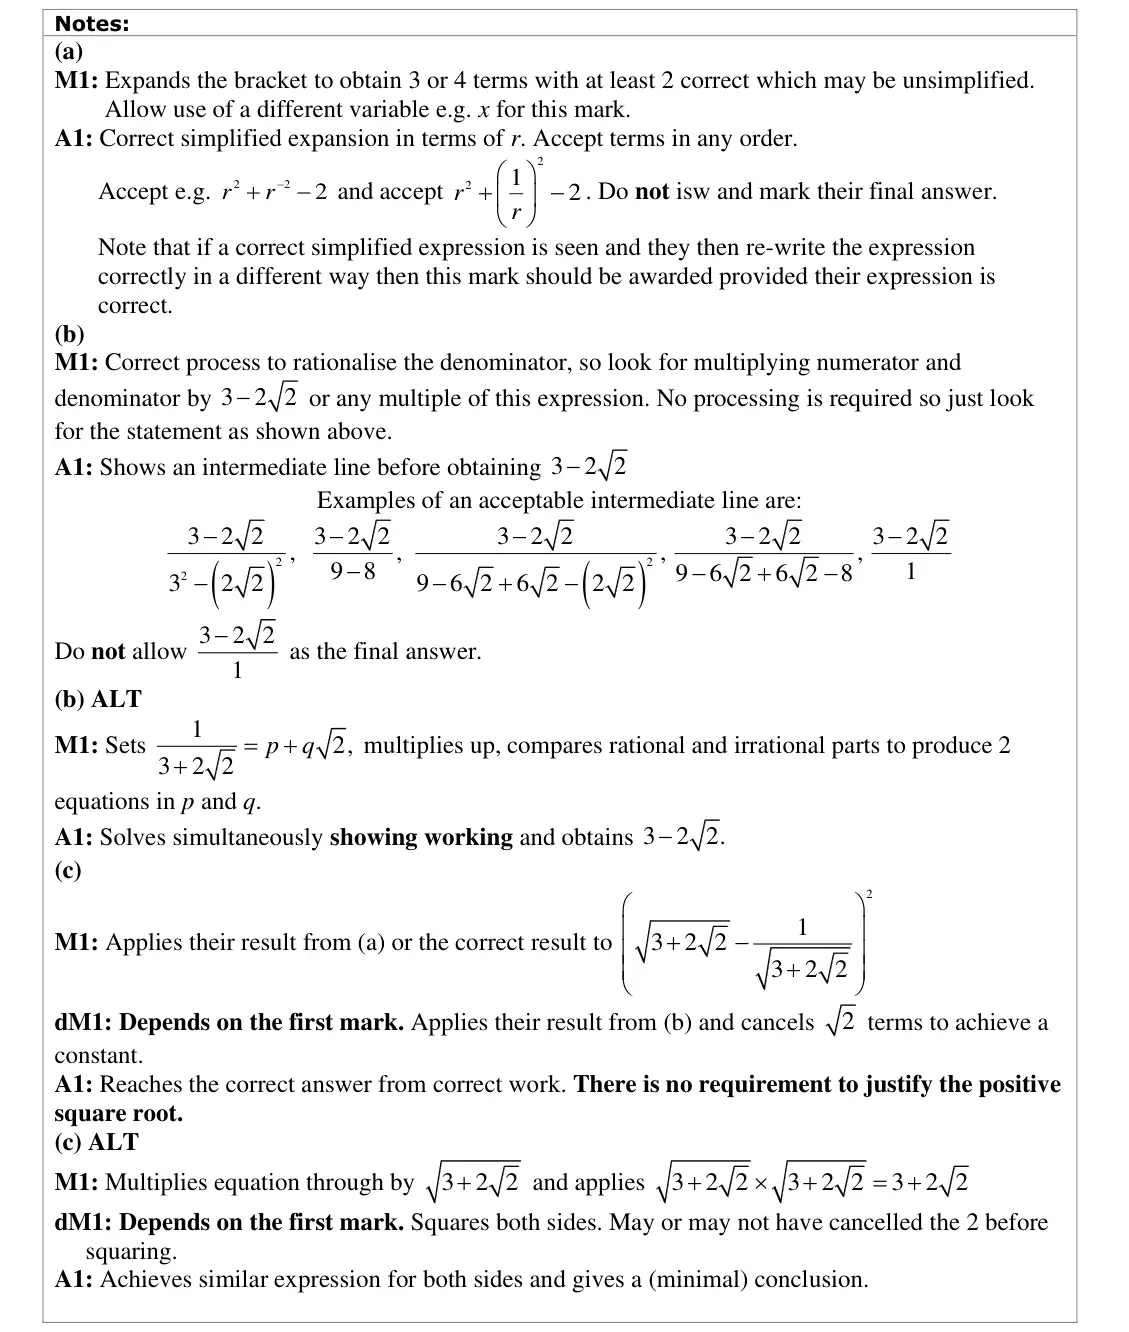 Notes:
(a)
M1: Expands the bracket to obtain 3 or 4 terms with at least 2 correct which may be unsimplified.
Allow use of a different variable e.g. x for this mark.
A1: Correct simplified expansion in terms of r. Accept terms in any order.
Accept e.g. r² + r⁻² − 2 and accept r² + (1/r)² − 2. Do not isw and mark their final answer.
Note that if a correct simplified expression is seen and they then re-write the expression
correctly in a different way then this mark should be awarded provided their expression is
correct.
(b)
M1: Correct process to rationalise the denominator, so look for multiplying numerator and
denominator by 3 − 2√2 or any multiple of this expression. No processing is required so just look
for the statement as shown above.
A1: Shows an intermediate line before obtaining 3 − 2√2
Examples of an acceptable intermediate line are:
(3 − 2√2)/(3² − (2√2)²), (3 − 2√2)/(9 − 8), (3 − 2√2)/(9 − 6√2 + 6√2 − (2√2)²), (3 − 2√2)/(9 − 6√2 + 6√2 − 8), (3 − 2√2)/1
Do not allow (3 − 2√2)/1 as the final answer.
(b) ALT
M1: Sets 1/(3 + 2√2) = p + q√2, multiplies up, compares rational and irrational parts to produce 2
equations in p and q.
A1: Solves simultaneously showing working and obtains 3 − 2√2.
(c)
M1: Applies their result from (a) or the correct result to (√(3 + 2√2) − 1/√(3 + 2√2))²
dM1: Depends on the first mark. Applies their result from (b) and cancels √2 terms to achieve a
constant.
A1: Reaches the correct answer from correct work. There is no requirement to justify the positive
square root.
(c) ALT
M1: Multiplies equation through by √(3 + 2√2) and applies √(3 + 2√2) × √(3 + 2√2) = 3 + 2√2
dM1: Depends on the first mark. Squares both sides. May or may not have cancelled the 2 before
squaring.
A1: Achieves similar expression for both sides and gives a (minimal) conclusion.